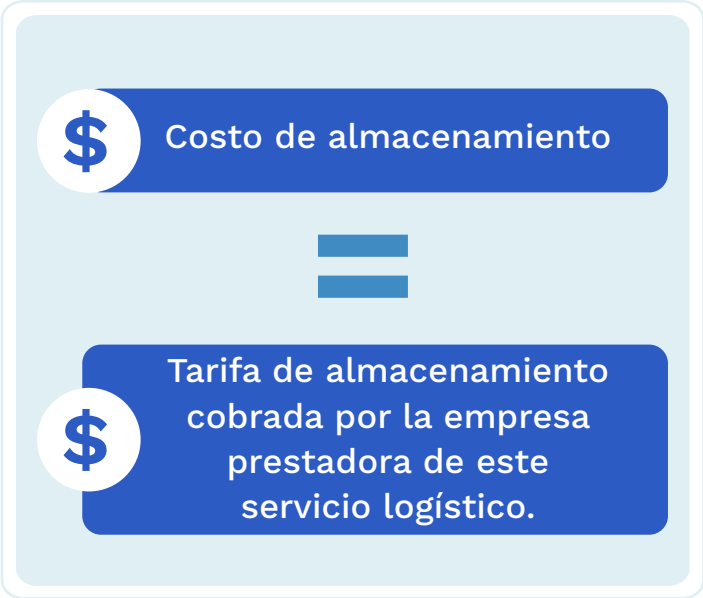 $
Costo de almacenamiento
=
$
Tarifa de almacenamiento
cobrada por la empresa
prestadora de este
servicio logístico.